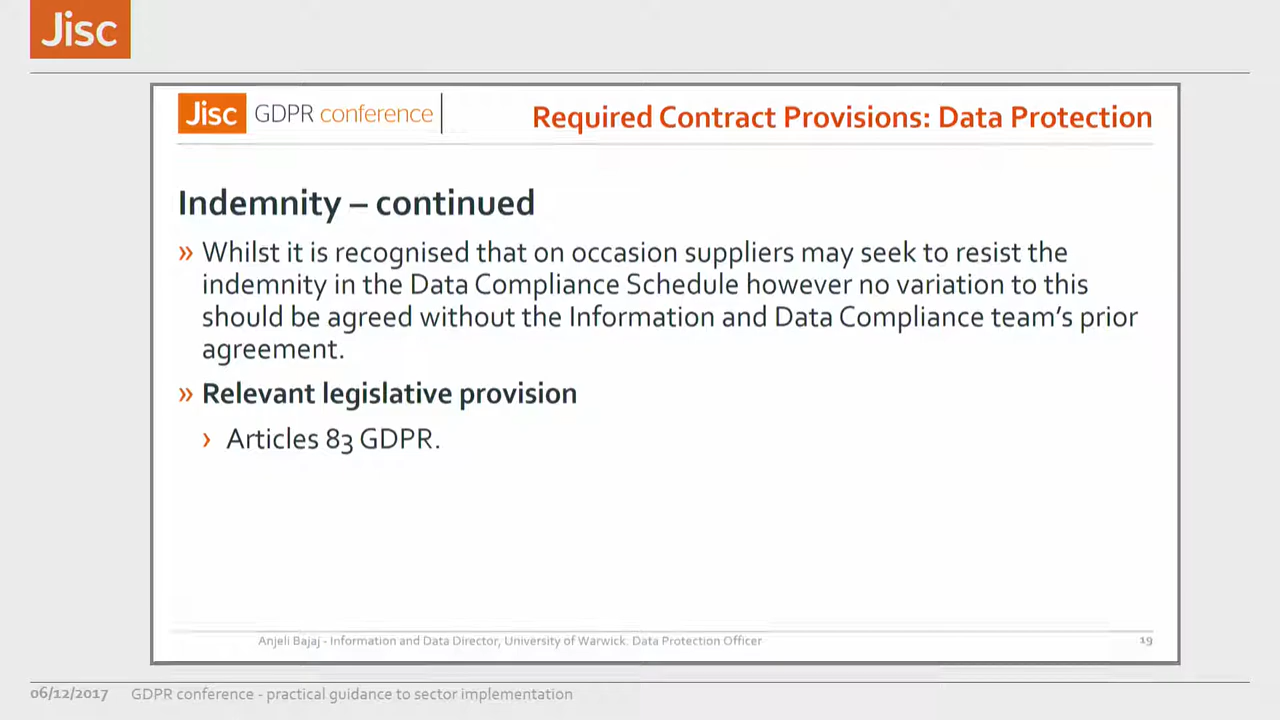 Jisc
Jisc GDPR conference
Required Contract Provisions: Data Protection
Indemnity – continued
» Whilst it is recognised that on occasion suppliers may seek to resist the
indemnity in the Data Compliance Schedule however no variation to this
should be agreed without the Information and Data Compliance team's prior
agreement.
» Relevant legislative provision
› Articles 83 GDPR.
Anjeli Bajaj - Information and Data Director, University of Warwick. Data Protection Officer
19
06/12/2017 GDPR conference - practical guidance to sector implementation